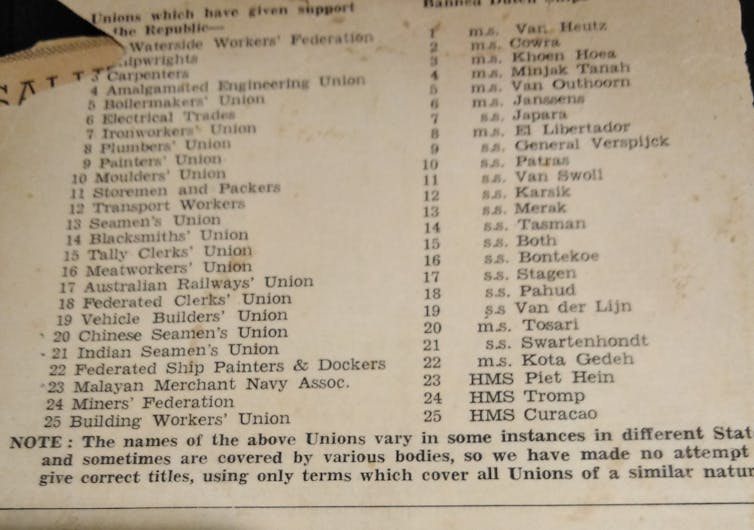 Unions which have given support
the Republic—
Waterside Workers' Federation
3 Carpenters
4 Amalgamated Engineering Union
5 Boilermakers' Union
6 Electrical Trades
7 Ironworkers' Union
8 Plumbers' Union
9 Painters' Union
10 Moulders' Union
11 Storemen and Packers
12 Transport Workers
13 Seamen's Union
14 Blacksmiths' Union
15 Tally Clerks' Union
16 Meatworkers' Union
17 Australian Railways' Union
18 Federated Clerks' Union
19 Vehicle Builders' Union
20 Chinese Seamen's Union
21 Indian Seamen's Union
22 Federated Ship Painters & Dockers
23 Malayan Merchant Navy Assoc.
24 Miners' Federation
25 Building Workers' Union
Banned Dutch
1 m.s. Van Heutz
2 m.s. Cowra
3 m.s. Khoen Hoea
4 m.s. Minjak Tanah
5 m.s. Van Outhoorn
6 m.s. Janssens
7 s.s. Japara
8 m.s. El Libertador
9 s.s. General Verspijck
10 s.s. Patras
11 s.s. Van Swoll
12 s.s. Karsik
13 s.s. Merak
14 s.s. Tasman
15 s.s. Both
16 s.s. Bontekoe
17 s.s. Stagen
18 s.s. Pahud
19 s.s Van der Lijn
20 m.s. Tosari
21 s.s. Swartenhondt
22 m.s. Kota Gedeh
23 HMS Piet Hein
24 HMS Tromp
25 HMS Curacao
NOTE : The names of the above Unions vary in some instances in different Stat
and sometimes are covered by various bodies, so we have made no attempt
give correct titles, using only terms which cover all Unions of a similar natur